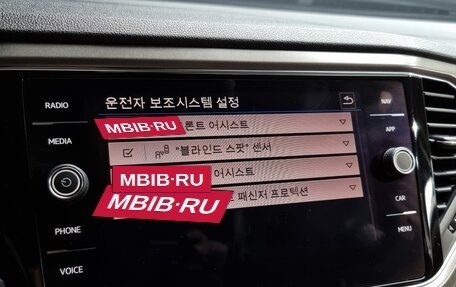 운전자 보조시스템 설정
RADIO
NAV
MBIB·RU
론트 어시스트
MEDIA
APP
"블라인드 스팟" 센서
MBIB·RU
어시스트
MBIB·RU
패신저 프로텍션
CAR
PHONE
MENU
VOICE